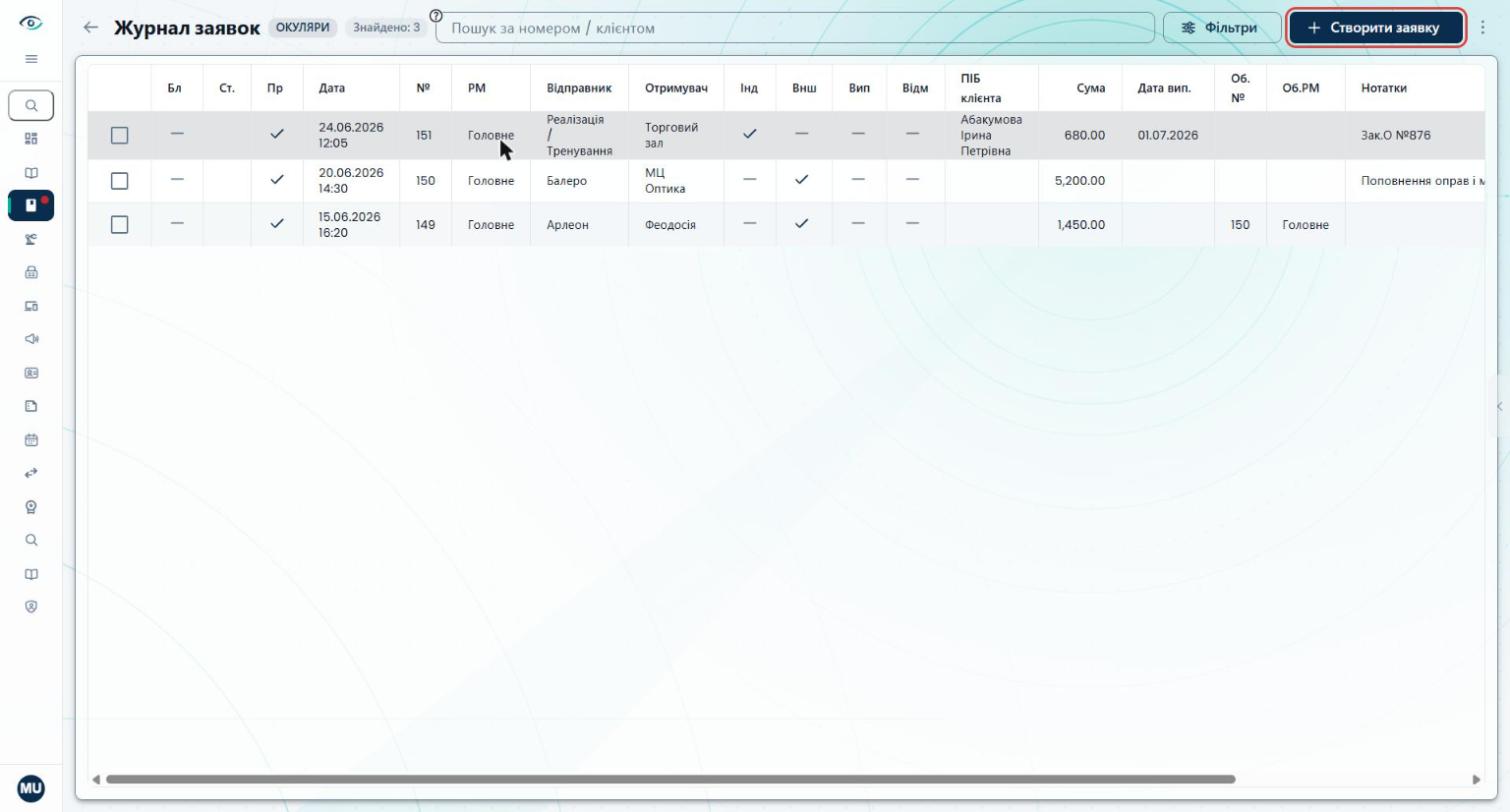 Журнал заявок ОКУЛЯРИ Знайдено: 3 ? Пошук за номером / клієнтом Фільтри + Створити заявку
Бл Ст. Пр Дата № РМ Відправник Отримувач Інд Внш Вип Відм ПІБ клієнта Сума Дата вип. Об. № Об.РМ Нотатки
24.06.2026 12:05 151 Головне Реалізація / Тренування Торговий зал Абакумова Ірина Петрівна 680.00 01.07.2026 Зак.О №876
20.06.2026 14:30 150 Головне Балеро МЦ Оптика 5,200.00 Поповнення оправ і м
15.06.2026 16:20 149 Головне Арлеон Феодосія 1,450.00 150 Головне
MU